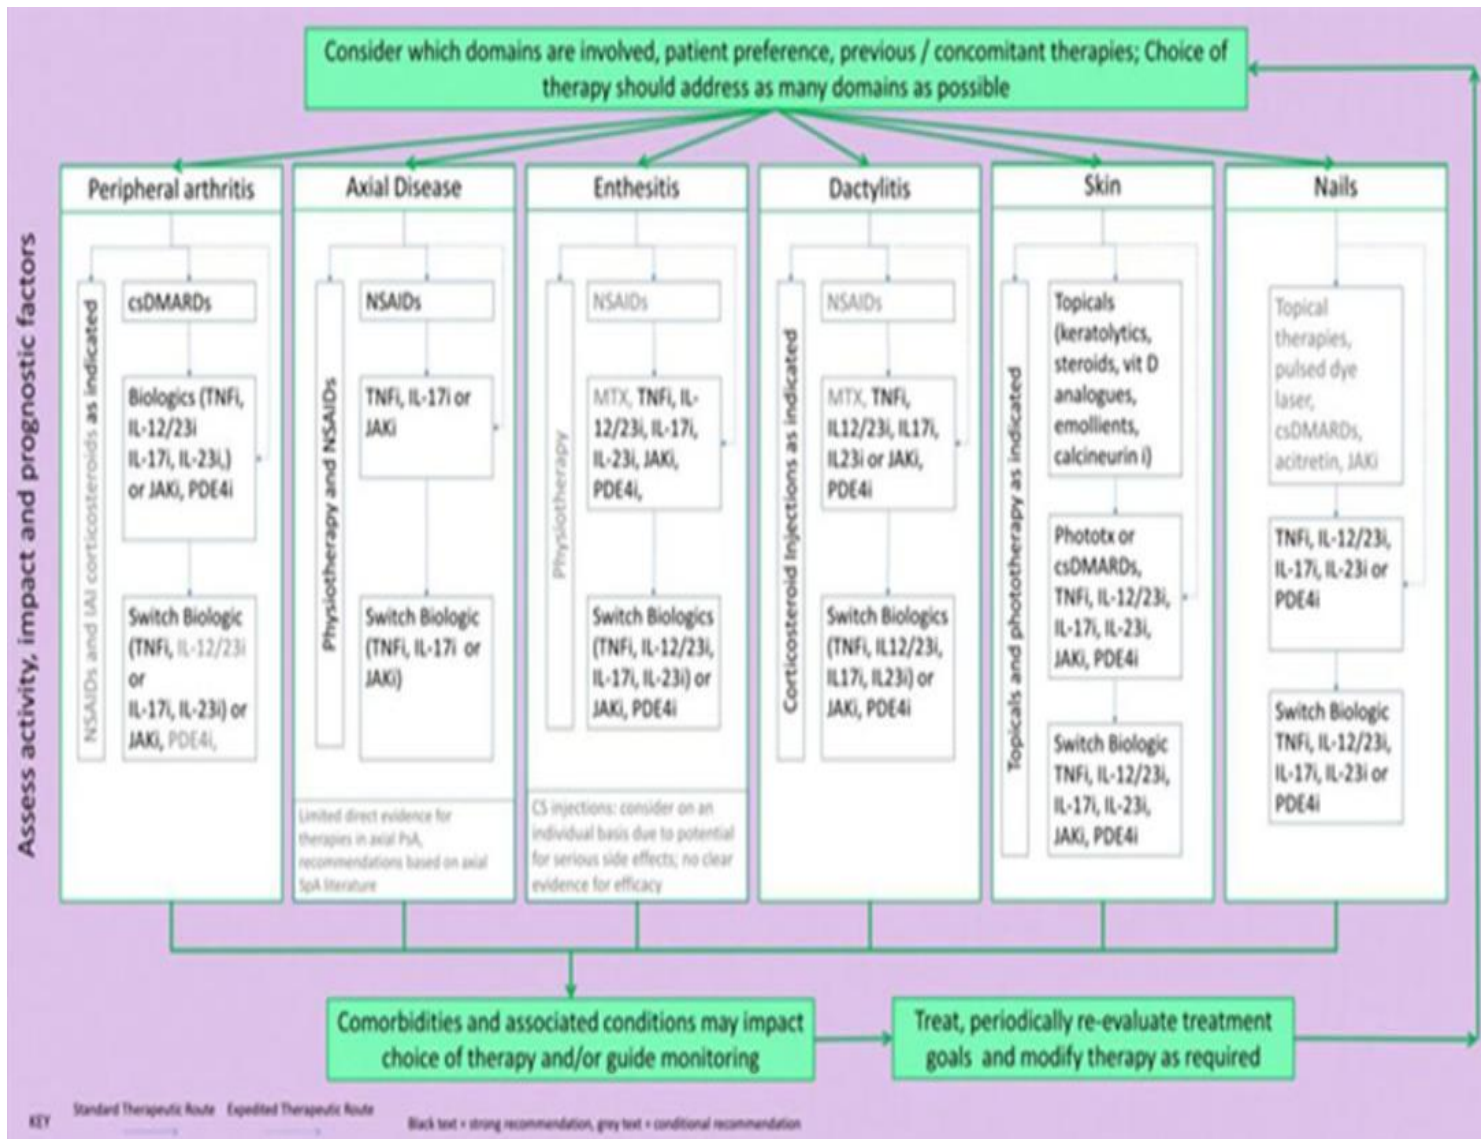 Consider which domains are involved, patient preference, previous / concomitant therapies; Choice of
therapy should address as many domains as possible
Assess activity, impact and prognostic factors
Peripheral arthritis
NSAIDs and IAI corticosteroids as indicated
csDMARDs
Biologics (TNFi,
IL-12/23i
IL-17i, IL-23i,)
or JAKi, PDE4i
Switch Biologic
(TNFi, IL-12/23i
or
IL-17i, IL-23i) or
JAKi, PDE4i,
Axial Disease
Physiotherapy and NSAIDs
NSAIDs
TNFi, IL-17i or
JAKi
Switch Biologic
(TNFi, IL-17i or
JAKi)
Limited direct evidence for
therapies in axial PsA,
recommendations based on axial
SpA literature
Enthesitis
Physiotherapy
NSAIDs
MTX, TNFi, IL-
12/23i, IL-17i,
IL-23i, JAKi,
PDE4i,
Switch Biologics
(TNFi, IL-12/23i,
IL-17i, IL-23i) or
JAKi, PDE4i
CS injections: consider on an
individual basis due to potential
for serious side effects; no clear
evidence for efficacy
Dactylitis
Corticosteroid Injections as indicated
NSAIDs
MTX, TNFi,
IL12/23i, IL17i,
IL23i or JAKi,
PDE4i
Switch Biologics
(TNFi, IL12/23i,
IL17i, IL23i) or
JAKi, PDE4i
Skin
Topicals and phototherapy as indicated
Topicals
(keratolytics,
steroids, vit D
analogues,
emollients,
calcineurin i)
Phototx or
csDMARDs,
TNFi, IL-12/23i,
IL-17i, IL-23i,
JAKi, PDE4i
Switch Biologic
TNFi, IL-12/23i,
IL-17i, IL-23i,
JAKi, PDE4i
Nails
Topical
therapies,
pulsed dye
laser,
csDMARDs,
acitretin, JAKi
TNFi, IL-12/23i,
IL-17i, IL-23i or
PDE4i
Switch Biologic
TNFi, IL-12/23i,
IL-17i, IL-23i or
PDE4i
Comorbidities and associated conditions may impact
choice of therapy and/or guide monitoring
Treat, periodically re-evaluate treatment
goals and modify therapy as required
KEY
Standard Therapeutic Route
Expedited Therapeutic Route
Black text = strong recommendation, grey text = conditional recommendation